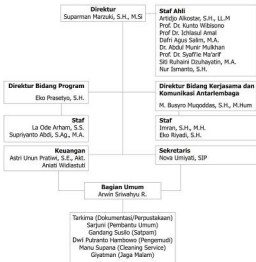 Direktur
Suparman Marzuki, S.H., M.SI
Staf Ahli
Artidjo Alkostar, S.H., LL.M
Prof. Dr. Kunto Wibisono
Prof Dr. Ichlasul Amal
Dafri Agus Salim, M.A.
Dr. Abdul Munir Mulkhan
Prof. Dr. Syafi'ie Ma'arif
Siti Ruhaini Dzuhayatin, M.A.
Nur Ismanto, S.H.
Direktur Bidang Program
Eko Prasetyo, S.H.
Direktur Bidang Kerjasama dan
Komunikasi Antarlembaga
M. Busyro Muqoddas, S.H., M.Hum
Staf
La Ode Arham, S.S.
Supriyanto Abdi, S.Ag., M.A.
Staf
Imran, S.H., M.H.
Eko Riyadi, S.H.
Keuangan
Astri Unun Pratiwi, S.E., Akt.
Aniati Widiastuti
Sekretaris
Nova Umiyati, SIP
Bagian Umum
Arwin Sriwahyu R.
Tarkima (Dokumentasi/Perpustakaan)
Sarjuni (Pembantu Umum)
Gandang Susilo (Satpam)
Dwi Putranto Hambowo (Pengemudi)
Manu Supana (Cleaning Service)
Giyatman (Jaga Malam)